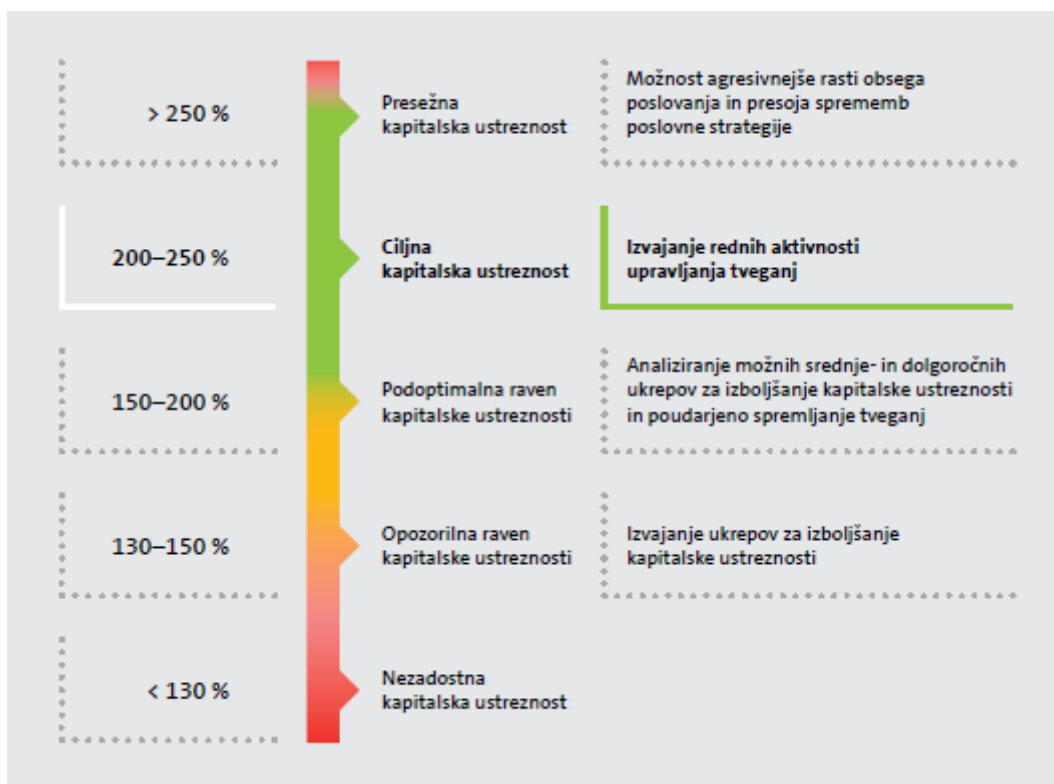 > 250 %
Presežna
kapitalska ustreznost
Možnost agresivnejše rasti obsega
poslovanja in presoja sprememb
poslovne strategije
200–250 %
Ciljna
kapitalska ustreznost
Izvajanje rednih aktivnosti
upravljanja tveganj
150–200 %
Podoptimalna raven
kapitalske ustreznosti
Analiziranje možnih srednje- in dolgoročnih
ukrepov za izboljšanje kapitalske ustreznosti
in poudarjeno spremljanje tveganj
130–150 %
Opozorilna raven
kapitalske ustreznosti
Izvajanje ukrepov za izboljšanje
kapitalske ustreznosti
< 130 %
Nezadostna
kapitalska ustreznost